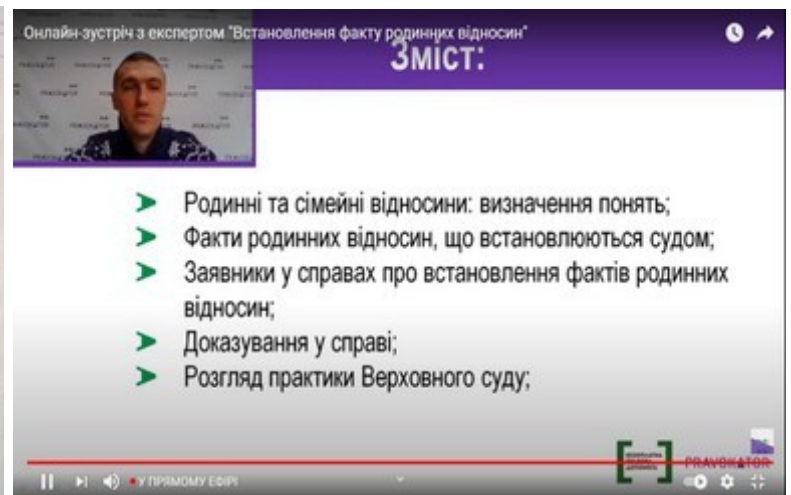 Онлайн-зустріч з експертом "Встановлення факту родинних відносин"
Зміст:
Родинні та сімейні відносини: визначення понять;
Факти родинних відносин, що встановлюються судом;
Заявники у справах про встановлення фактів родинних
відносин;
Доказування у справі;
Розгляд практики Верховного суду;
PRAVOKATOR
У ПРЯМОМУ ЕФІРІ